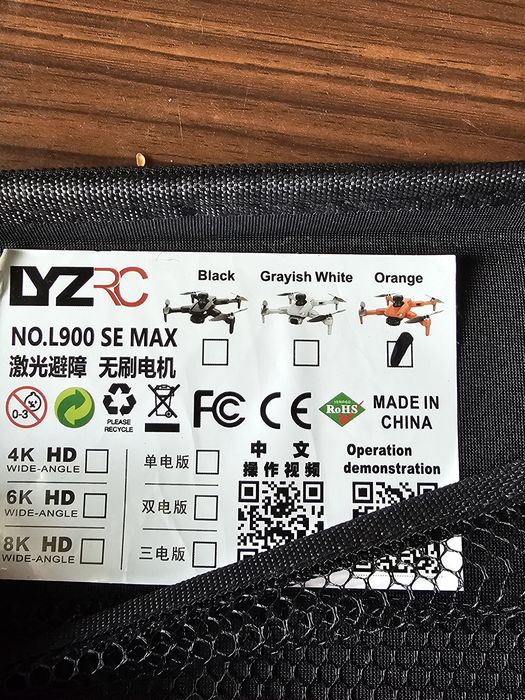 LYZRC
Black
Grayish White
Orange
NO.L900 SE MAX
激光避障 无刷电机
0-3
PLEASE
RECYCLE
FC
CE
RoHS
MADE IN
CHINA
4K HD
WIDE-ANGLE
单电版
6K HD
WIDE-ANGLE
双电版
8K HD
WIDE-ANGLE
三电版
中文
操作视频
Operation
demonstration